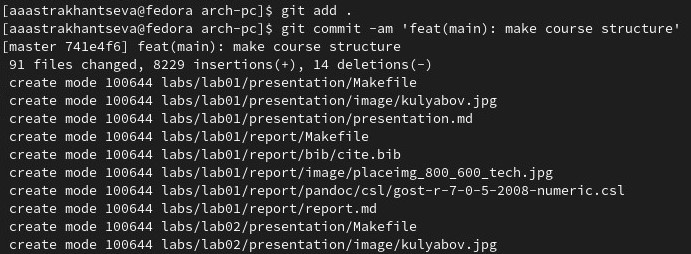 [aaastrakhantseva@fedora arch-pc]$ git add .
[aaastrakhantseva@fedora arch-pc]$ git commit -am 'feat(main): make course structure'
[master 741e4f6] feat(main): make course structure
 91 files changed, 8229 insertions(+), 14 deletions(-)
 create mode 100644 labs/lab01/presentation/Makefile
 create mode 100644 labs/lab01/presentation/image/kulyabov.jpg
 create mode 100644 labs/lab01/presentation/presentation.md
 create mode 100644 labs/lab01/report/Makefile
 create mode 100644 labs/lab01/report/bib/cite.bib
 create mode 100644 labs/lab01/report/image/placeimg_800_600_tech.jpg
 create mode 100644 labs/lab01/report/pandoc/csl/gost-r-7-0-5-2008-numeric.csl
 create mode 100644 labs/lab01/report/report.md
 create mode 100644 labs/lab02/presentation/Makefile
 create mode 100644 labs/lab02/presentation/image/kulyabov.jpg